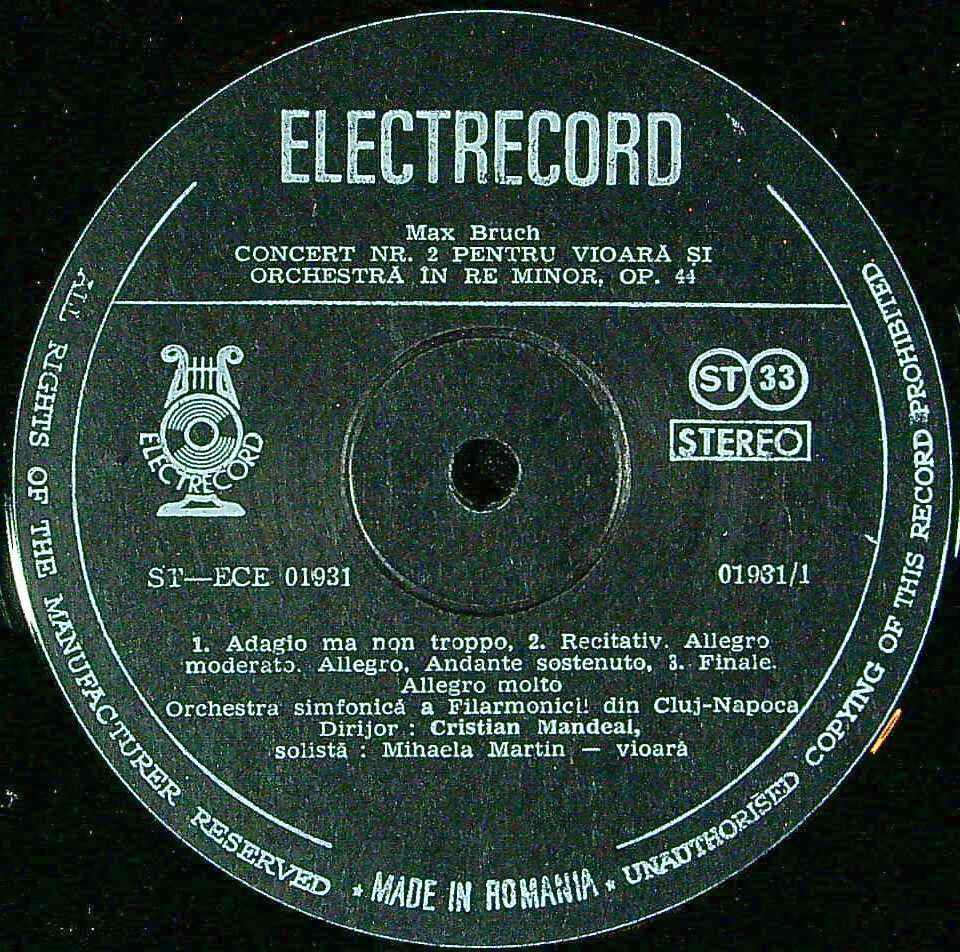 ELECTRECORD
Max Bruch
CONCERT NR. 2 PENTRU VIOARĂ ȘI
ORCHESTRĂ ÎN RE MINOR, OP. 44
ST 33
STEREO
ELECTRECORD
ST—ECE 01931
01931/1
1. Adagio ma non troppo, 2. Recitativ. Allegro
moderato. Allegro, Andante sostenuto, 3. Finale.
Allegro molto
Orchestra simfonică a Filarmonicii din Cluj-Napoca
Dirijor : Cristian Mandeal,
solistă : Mihaela Martin — vioară
ALL RIGHTS OF THE MANUFACTURER RESERVED
* MADE IN ROMANIA *
UNAUTHORISED COPYING OF THIS RECORD PROHIBITED